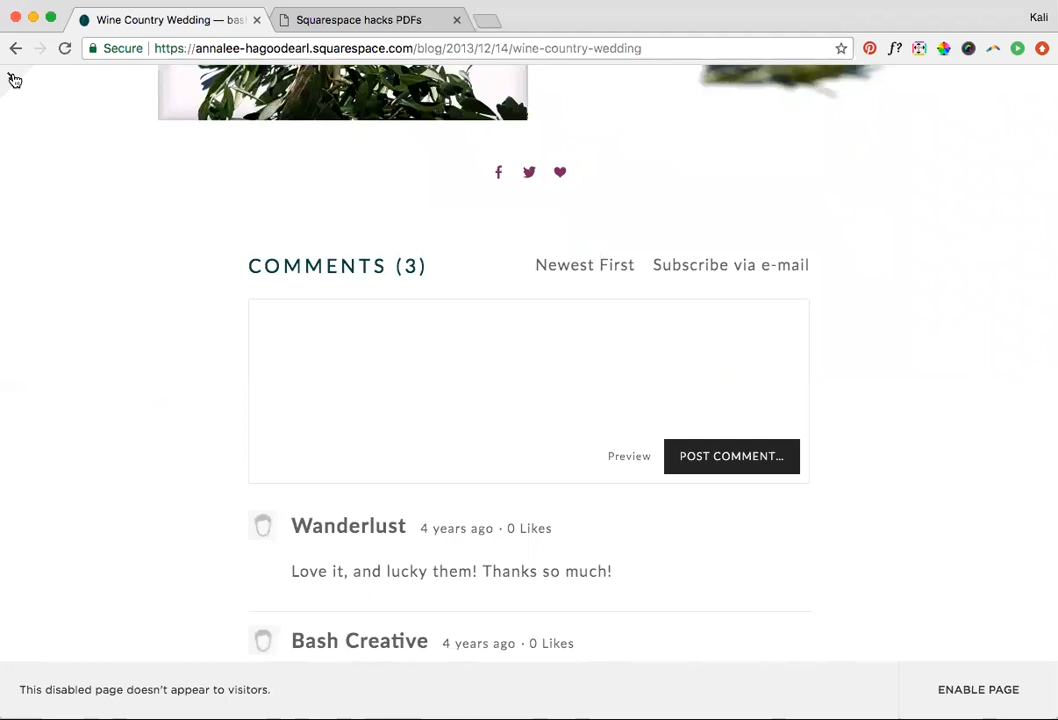 Wine Country Wedding — bas
Squarespace hacks PDFs
Kali
Secure
https://annalee-hagoodearl.squarespace.com/blog/2013/12/14/wine-country-wedding
f?
COMMENTS (3)
Newest First
Subscribe via e-mail
Preview
POST COMMENT…
Wanderlust
4 years ago · 0 Likes
Love it, and lucky them! Thanks so much!
Bash Creative
4 years ago · 0 Likes
This disabled page doesn't appear to visitors.
ENABLE PAGE